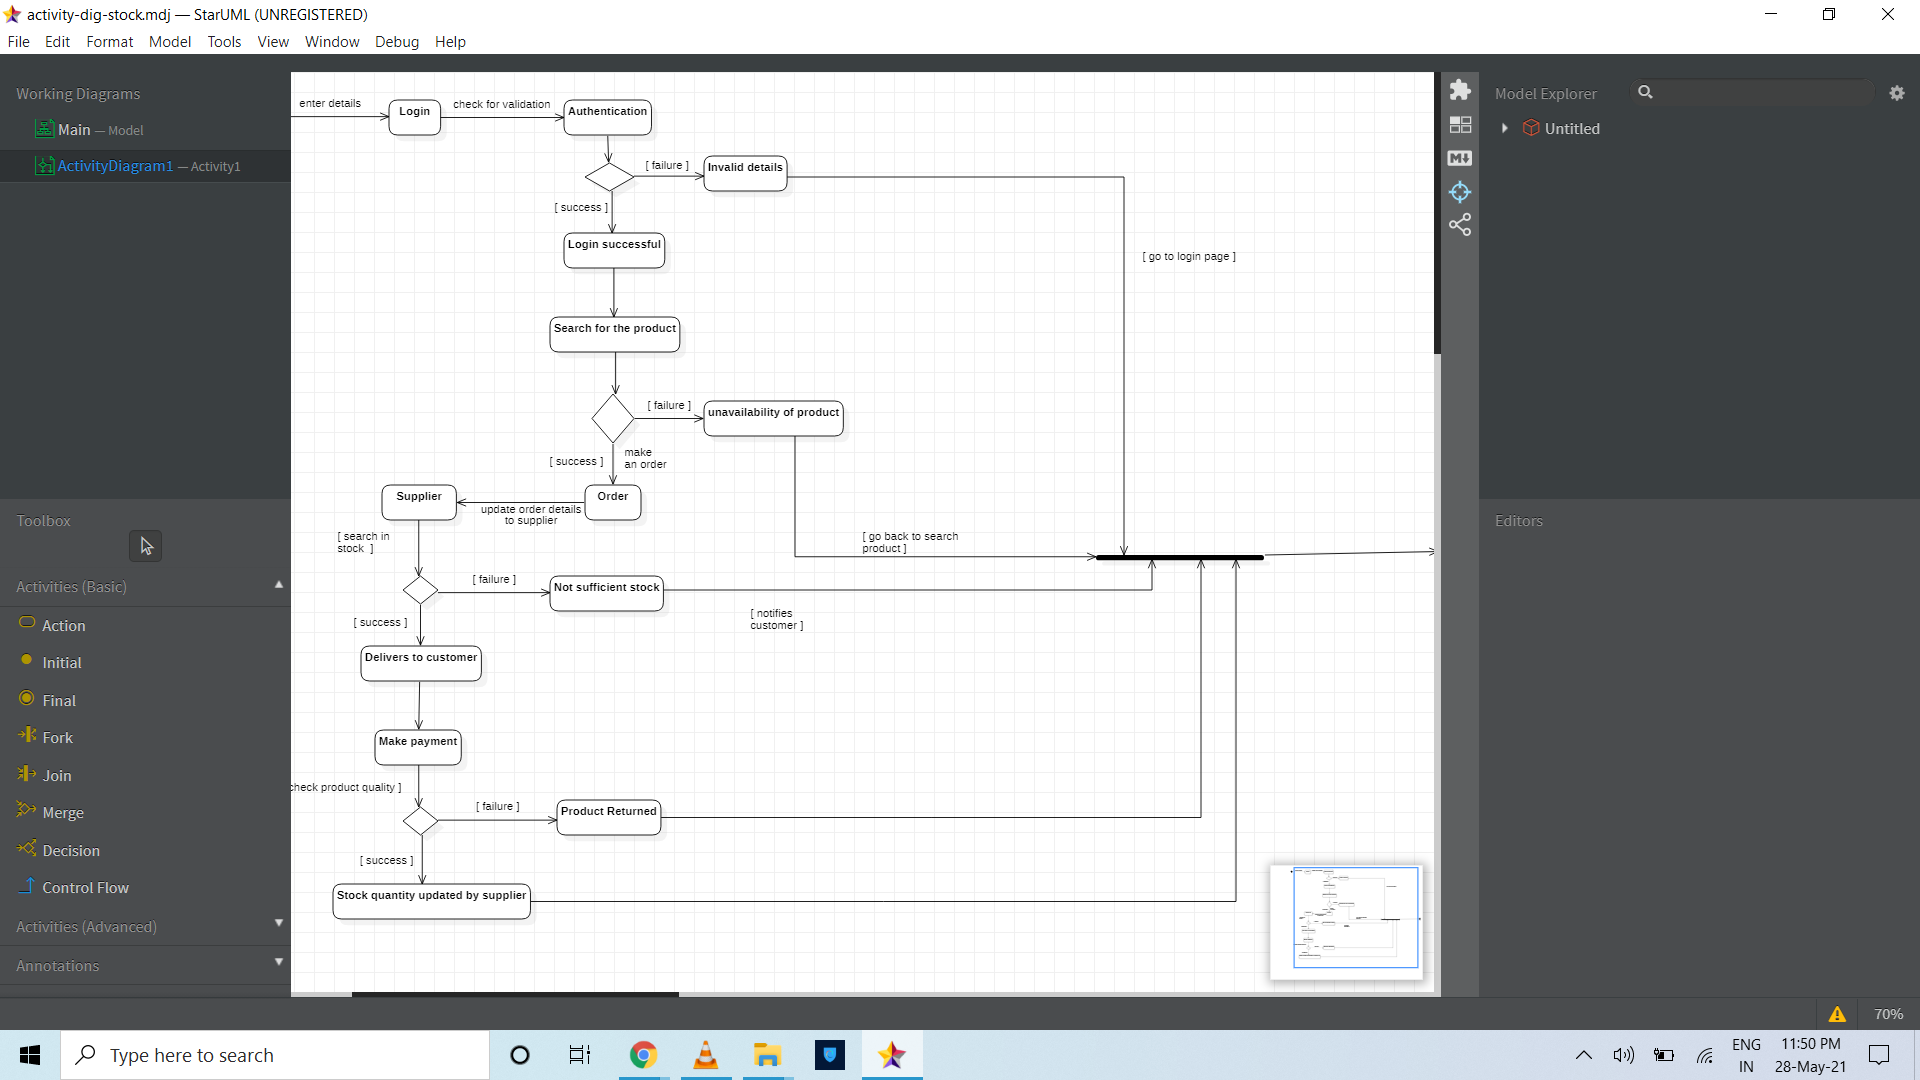 activity-dig-stock.mdj — StarUML (UNREGISTERED)
File Edit Format Model Tools View Window Debug Help
Working Diagrams
Main — Model
ActivityDiagram1 — Activity1
Toolbox
Activities (Basic)
Action
Initial
Final
Fork
Join
Merge
Decision
Control Flow
Activities (Advanced)
Annotations
enter details
Login
check for validation
Authentication
[ failure ]
Invalid details
[ success ]
Login successful
[ go to login page ]
Search for the product
[ failure ]
unavailability of product
[ success ]
make
an order
Supplier
Order
update order details
to supplier
[ search in
stock ]
[ go back to search
product ]
[ failure ]
Not sufficient stock
[ notifies
customer ]
[ success ]
Delivers to customer
Make payment
check product quality ]
[ failure ]
Product Returned
[ success ]
Stock quantity updated by supplier
M
Model Explorer
Untitled
Editors
70%
Type here to search
ENG
IN
11:50 PM
28-May-21